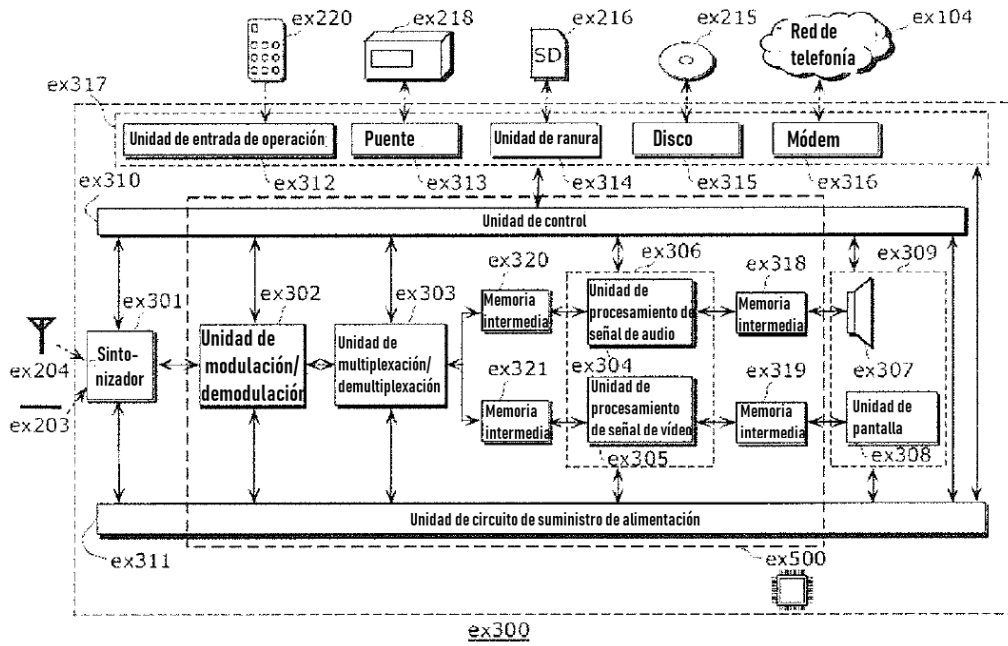 ex220
ex218
ex216
ex215
ex104
SD
Red de
telefonía
ex317
Unidad de entrada de operación
Puente
Unidad de ranura
Disco
Módem
ex310
ex312
ex313
ex314
ex315
ex316
Unidad de control
ex301
ex302
ex303
ex320
ex306
ex318
ex309
Memoria
intermedia
Unidad de
procesamiento de
señal de audio
Memoria
intermedia
Sinto-
nizador
Unidad de
modulación/
demodulación
Unidad de
multiplexación/
demultiplexación
ex204
ex321
ex304
ex319
ex307
ex203
Memoria
intermedia
Unidad de
procesamiento
de señal de vídeo
Memoria
intermedia
Unidad de
pantalla
ex305
ex308
Unidad de circuito de suministro de alimentación
ex311
ex500
ex300